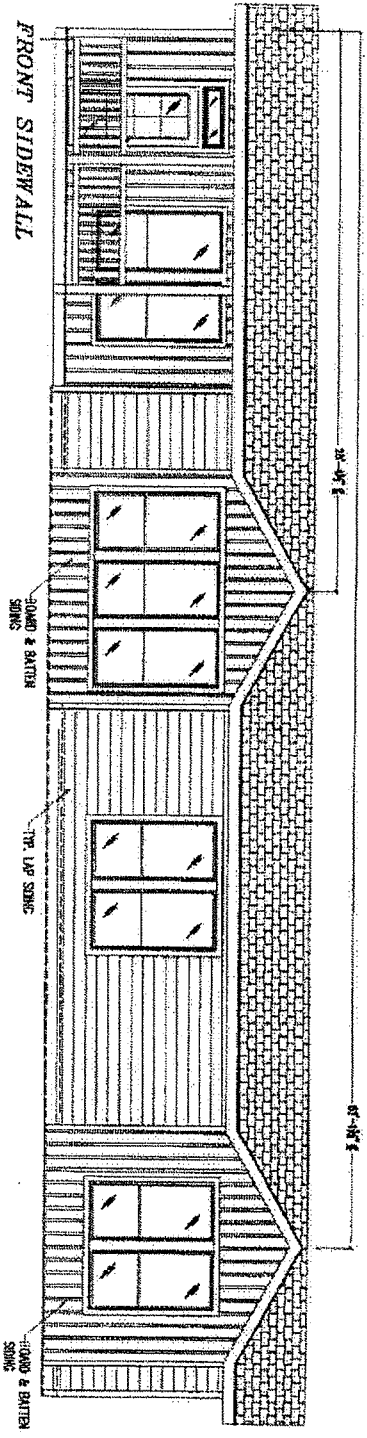 FRONT SIDEWALL
BOARD & BATTEN
SIDING
TYP. LAP SIDING
BOARD & BATTEN
SIDING